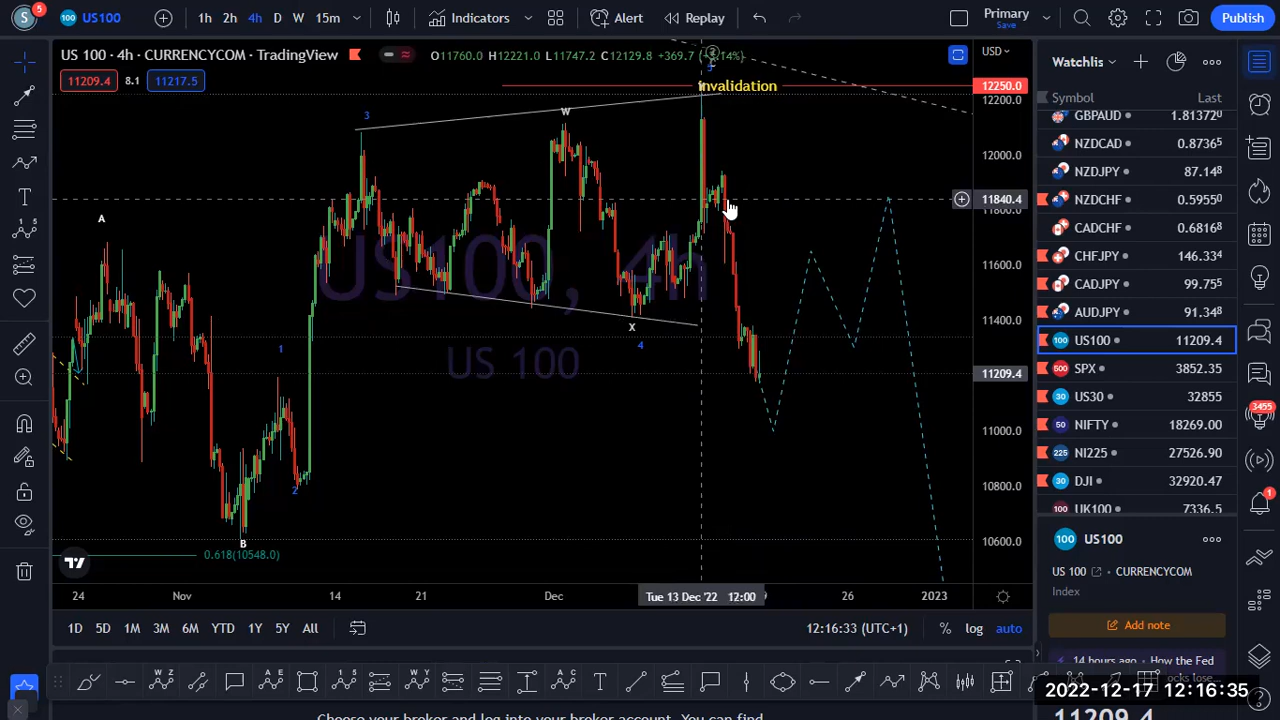 S
5
100
US100
1h 2h 4h D W 15m
Indicators
Alert
Replay
Primary
Save
Publish
US 100 · 4h · CURRENCYCOM · TradingView
O11760.0 H12221.0 L11747.2 C12129.8 +369.7
11209.4
8.1
11217.5
USD
Invalidation
12250.0
12200.0
12000.0
11840.4
11800.0
11600.0
11400.0
11209.4
11000.0
10800.0
10600.0
A
B
1
2
3
4
W
X
US100, 4h
US 100
0.618(10548.0)
24
Nov
14
21
Dec
Tue 13 Dec '22 12:00
26
2023
1D 5D 1M 3M 6M YTD 1Y 5Y All
12:16:33 (UTC+1)
%
log
auto
Watchlis
Symbol
Last
GBPAUD 1.81372
NZDCAD 0.8736⁵
NZDJPY 87.14⁸
NZDCHF 0.5955⁰
CADCHF 0.6816⁸
CHFJPY 146.33⁴
CADJPY 99.75⁵
AUDJPY 91.34⁸
US100 11209.4
SPX 3852.35
US30 32855
NIFTY 18269.00
NI225 27526.90
DJI 32920.47
UK100 7336.5
100
US100
US 100
CURRENCYCOM
Index
Add note
14 hours ago · How the Fed
3455
1
2022-12-17 12:16:35
Choose your broker and log into your broker account. You can find